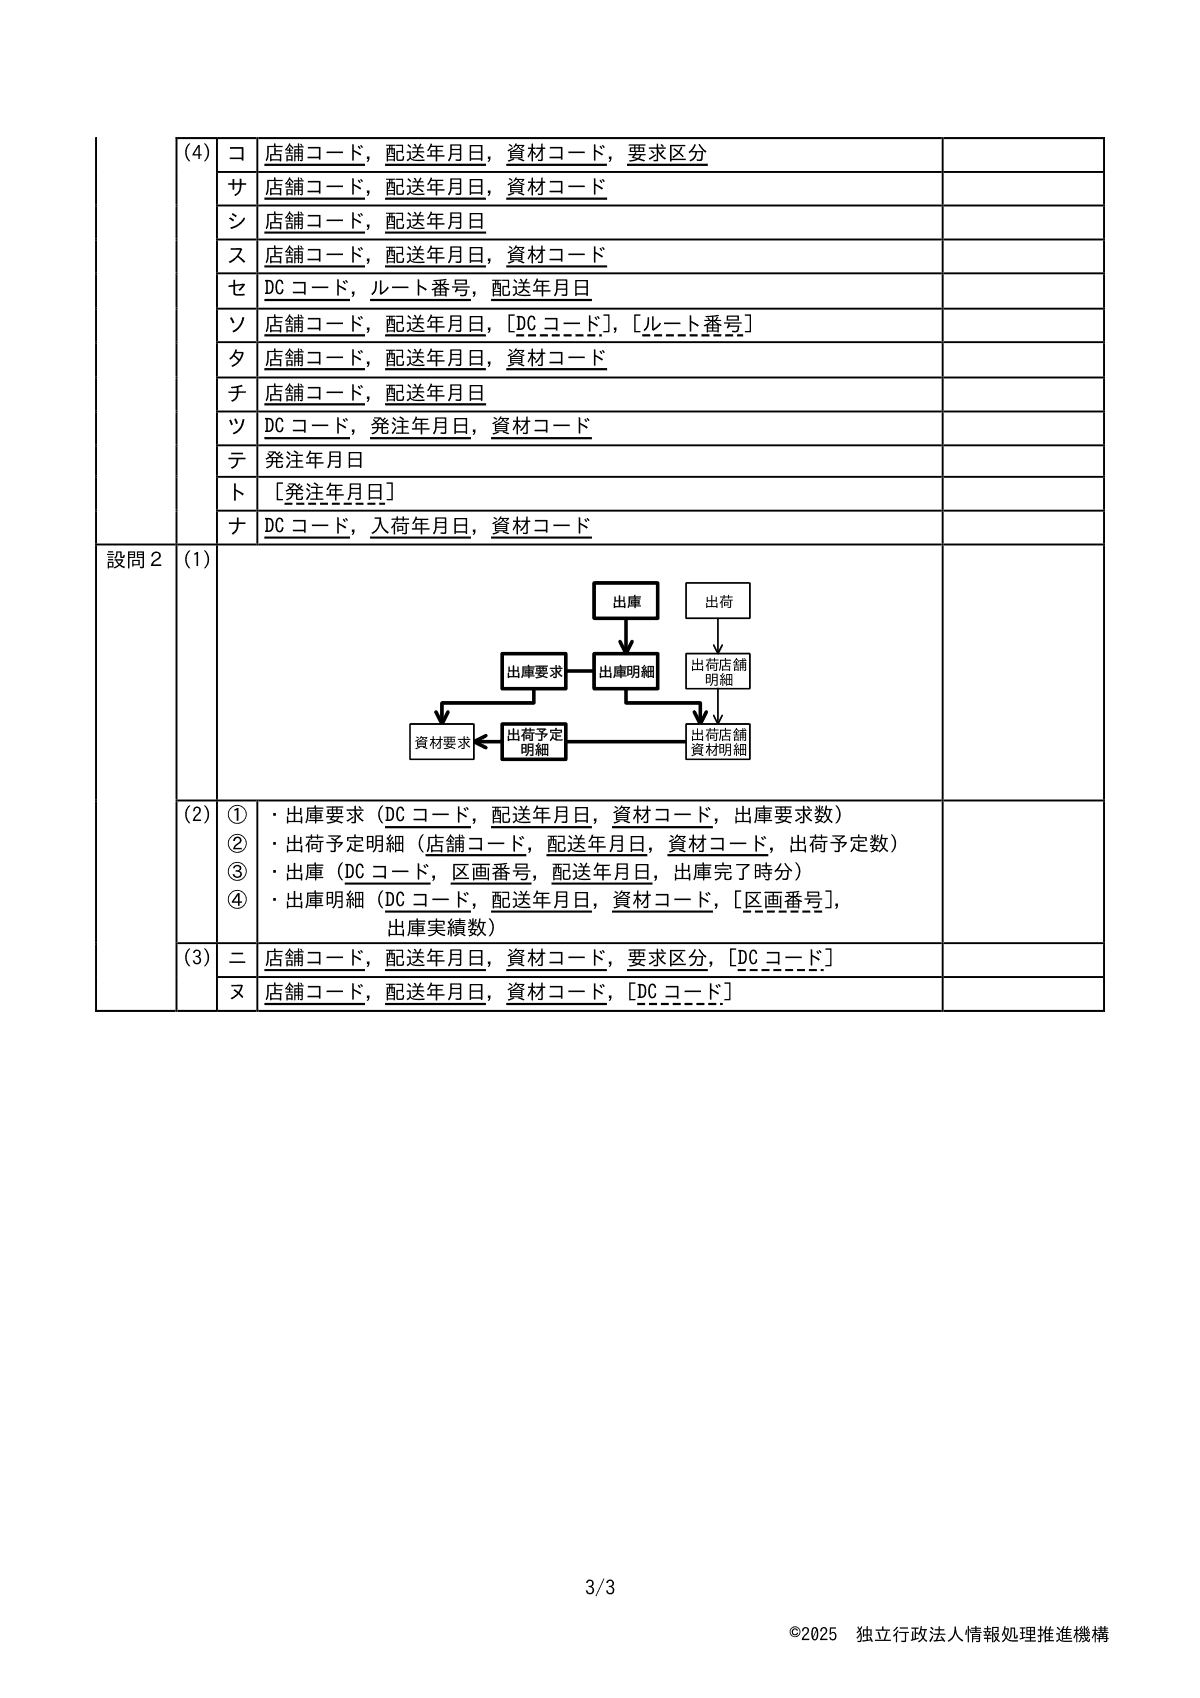 (4) コ 店舗コード，配送年月日，資材コード，要求区分
サ 店舗コード，配送年月日，資材コード
シ 店舗コード，配送年月日
ス 店舗コード，配送年月日，資材コード
セ DCコード，ルート番号，配送年月日
ソ 店舗コード，配送年月日，[DCコード]，[ルート番号]
タ 店舗コード，配送年月日，資材コード
チ 店舗コード，配送年月日
ツ DCコード，発注年月日，資材コード
テ 発注年月日
ト [発注年月日]
ナ DCコード，入荷年月日，資材コード
設問２ (1)
出庫 出荷
出庫要求 出庫明細 出荷店舗
明細
資材要求 出荷予定
明細
出荷店舗
資材明細
(2) ① ・出庫要求（DCコード，配送年月日，資材コード，出庫要求数）
② ・出荷予定明細（店舗コード，配送年月日，資材コード，出荷予定数）
③ ・出庫（DCコード，区画番号，配送年月日，出庫完了時分）
④ ・出庫明細（DCコード，配送年月日，資材コード，[区画番号]，
出庫実績数）
(3) ニ 店舗コード，配送年月日，資材コード，要求区分，[DCコード]
ヌ 店舗コード，配送年月日，資材コード，[DCコード]
3/3
©2025 独立行政法人情報処理推進機構